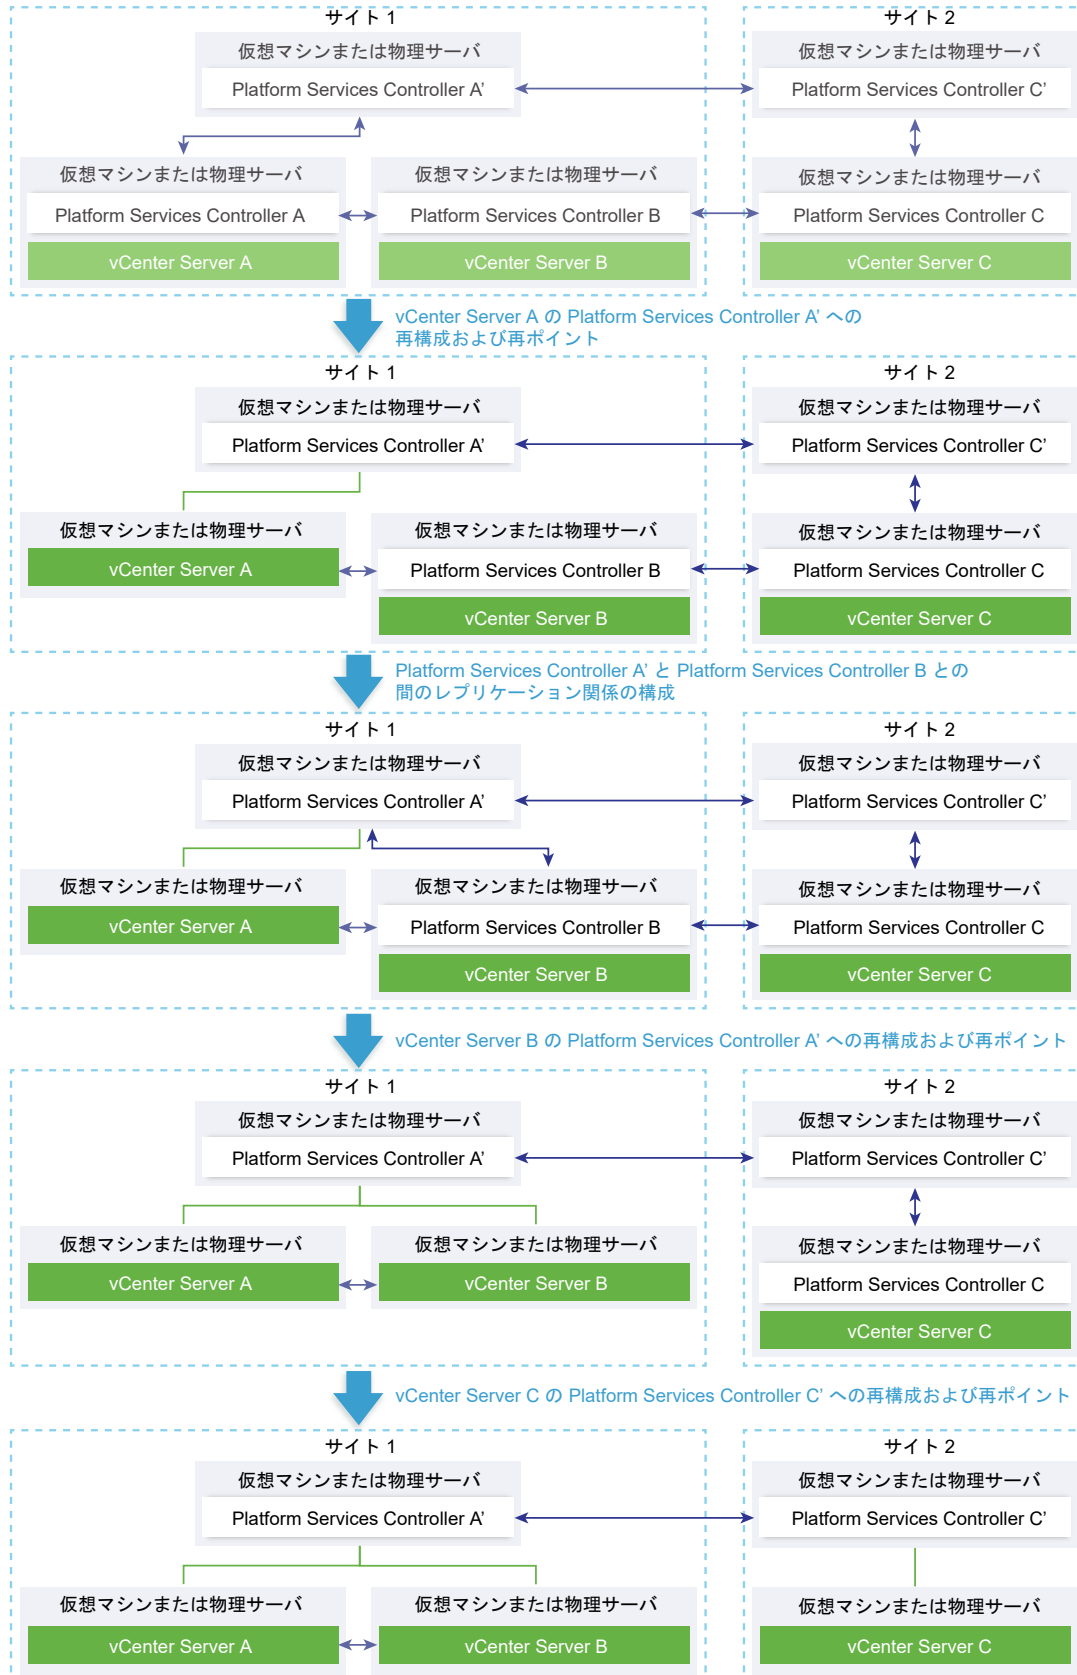 サイト 1
サイト 2
仮想マシンまたは物理サーバ
Platform Services Controller A’
仮想マシンまたは物理サーバ
Platform Services Controller C’
仮想マシンまたは物理サーバ
Platform Services Controller A
vCenter Server A
仮想マシンまたは物理サーバ
Platform Services Controller B
vCenter Server B
仮想マシンまたは物理サーバ
Platform Services Controller C
vCenter Server C
vCenter Server A の Platform Services Controller A’ への
再構成および再ポイント
サイト 1
サイト 2
仮想マシンまたは物理サーバ
Platform Services Controller A’
仮想マシンまたは物理サーバ
Platform Services Controller C’
仮想マシンまたは物理サーバ
vCenter Server A
仮想マシンまたは物理サーバ
Platform Services Controller B
vCenter Server B
仮想マシンまたは物理サーバ
Platform Services Controller C
vCenter Server C
Platform Services Controller A’ と Platform Services Controller B との
間のレプリケーション関係の構成
サイト 1
サイト 2
仮想マシンまたは物理サーバ
Platform Services Controller A’
仮想マシンまたは物理サーバ
Platform Services Controller C’
仮想マシンまたは物理サーバ
vCenter Server A
仮想マシンまたは物理サーバ
Platform Services Controller B
vCenter Server B
仮想マシンまたは物理サーバ
Platform Services Controller C
vCenter Server C
vCenter Server B の Platform Services Controller A’ への再構成および再ポイント
サイト 1
サイト 2
仮想マシンまたは物理サーバ
Platform Services Controller A’
仮想マシンまたは物理サーバ
Platform Services Controller C’
仮想マシンまたは物理サーバ
vCenter Server A
仮想マシンまたは物理サーバ
vCenter Server B
仮想マシンまたは物理サーバ
Platform Services Controller C
vCenter Server C
vCenter Server C の Platform Services Controller C’ への再構成および再ポイント
サイト 1
サイト 2
仮想マシンまたは物理サーバ
Platform Services Controller A’
仮想マシンまたは物理サーバ
Platform Services Controller C’
仮想マシンまたは物理サーバ
vCenter Server A
仮想マシンまたは物理サーバ
vCenter Server B
仮想マシンまたは物理サーバ
vCenter Server C